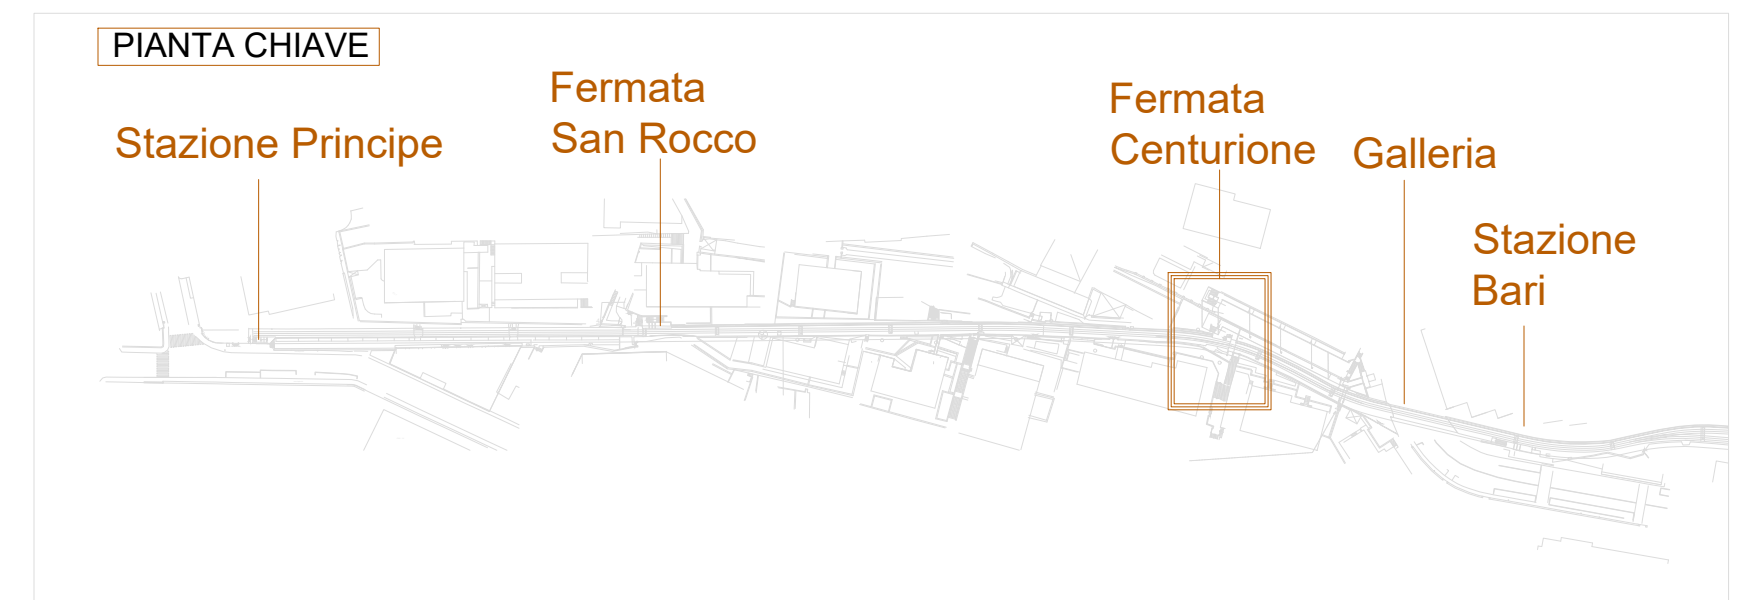 PIANTA CHIAVE
Stazione Principe
Fermata
San Rocco
Fermata
Centurione
Galleria
Stazione
Bari